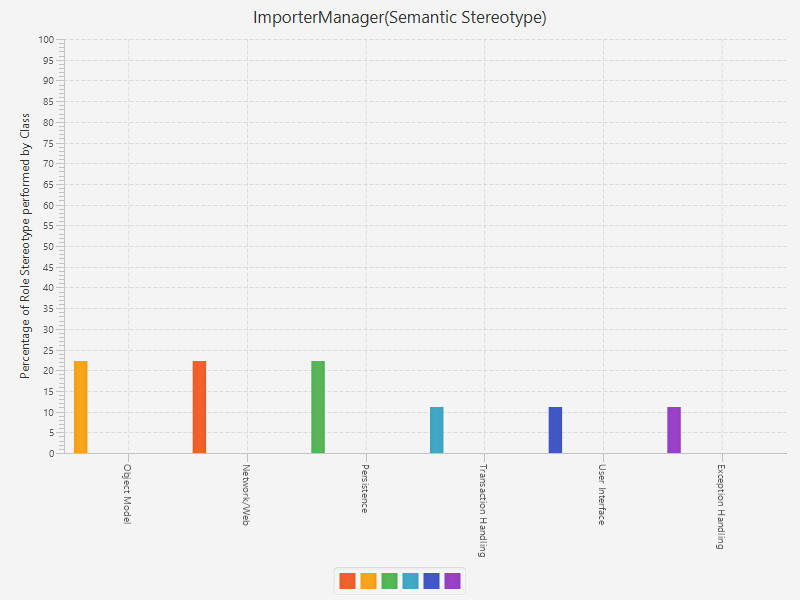 ImporterManager(Semantic Stereotype)
Percentage of Role Stereotype performed by Class
100
95
90
85
80
75
70
65
60
55
50
45
40
35
30
25
20
15
10
5
0
Object Model
Network/Web
Persistence
Transaction Handling
User Interface
Exception Handling